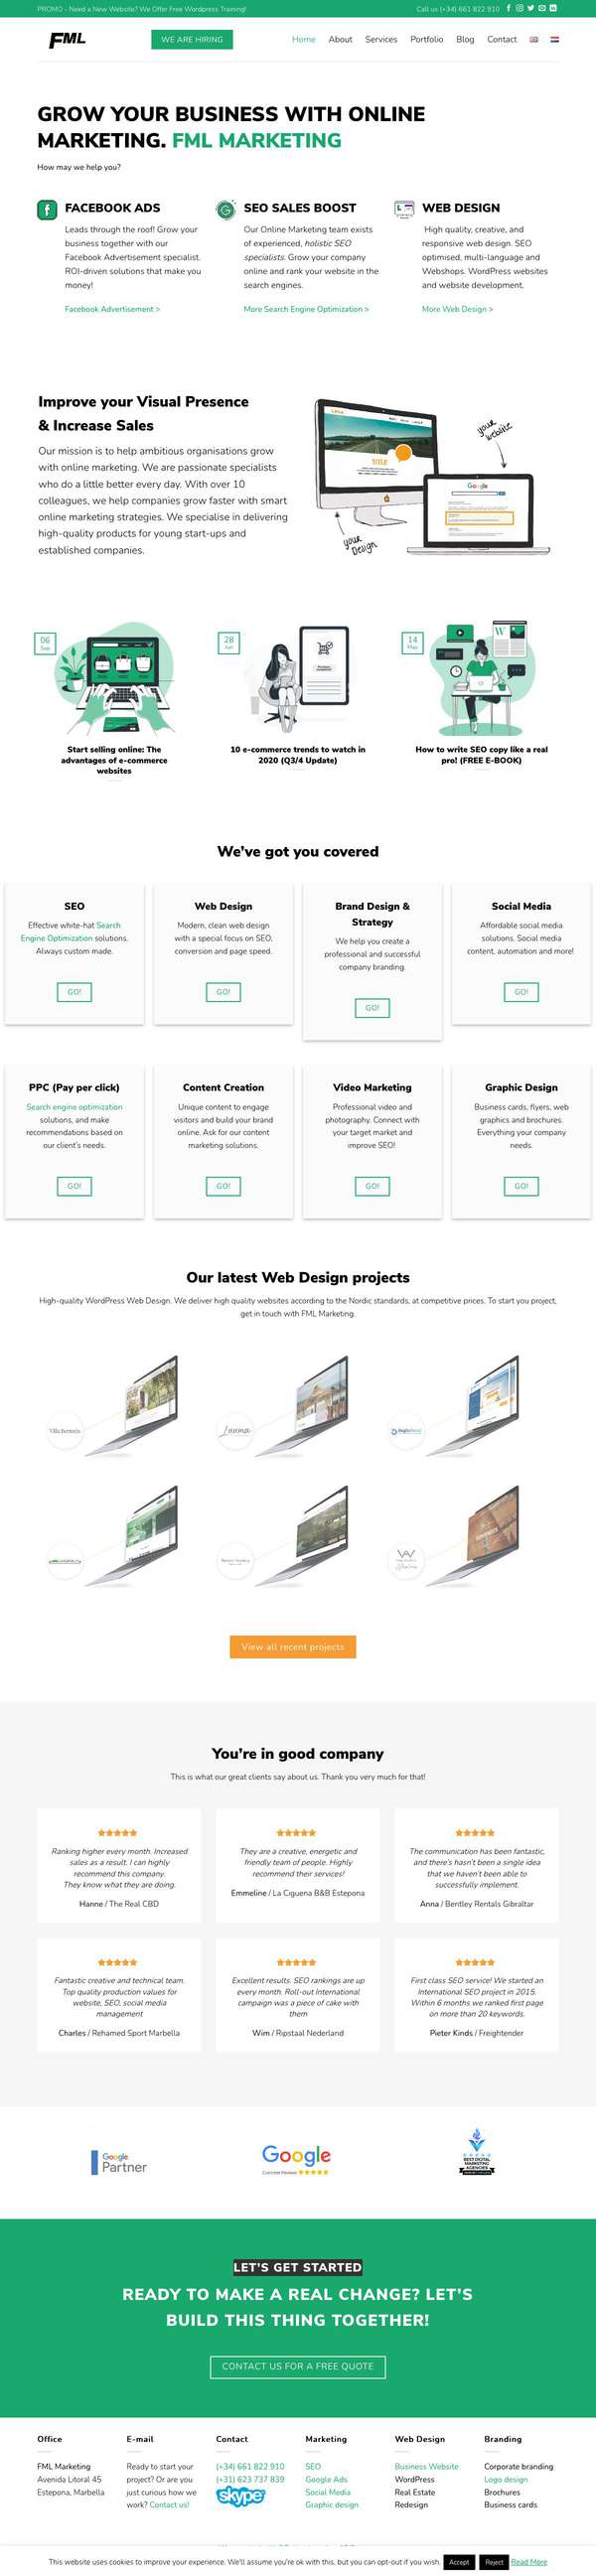 PROMO - Need a New Website? We Offer Free Wordpress Training!
Call us (+34) 661 822 910
FML
WE ARE HIRING
Home
About
Services
Portfolio
Blog
Contact
GROW YOUR BUSINESS WITH ONLINE
MARKETING. FML MARKETING
How may we help you?
FACEBOOK ADS
Leads through the roof! Grow your
business together with our
Facebook Advertisement specialist.
ROI-driven solutions that make you
money!
Facebook Advertisement >
SEO SALES BOOST
Our Online Marketing team exists
of experienced, holistic SEO
specialists. Grow your company
online and rank your website in the
search engines.
More Search Engine Optimization >
WEB DESIGN
High quality, creative, and
responsive web design. SEO
optimised, multi-language and
Webshops. WordPress websites
and website development.
More Web Design >
Improve your Visual Presence
& Increase Sales
Our mission is to help ambitious organisations grow
with online marketing. We are passionate specialists
who do a little better every day. With over 10
colleagues, we help companies grow faster with smart
online marketing strategies. We specialise in delivering
high-quality products for young start-ups and
established companies.
TITLE
your
website
Google
your
Design
06
Sep
Start selling online: The
advantages of e-commerce
websites
28
Jun
10 e-commerce trends to watch in
2020 (Q3/4 Update)
14
May
W
How to write SEO copy like a real
pro! (FREE E-BOOK)
We've got you covered
SEO
Effective white-hat Search
Engine Optimization solutions.
Always custom made.
GO!
Web Design
Modern, clean web design
with a special focus on SEO,
conversion and page speed.
GO!
Brand Design &
Strategy
We help you create a
professional and successful
company branding.
GO!
Social Media
Affordable social media
solutions. Social media
content, automation and more!
GO!
PPC (Pay per click)
Search engine optimization
solutions, and make
recommendations based on
our client's needs.
GO!
Content Creation
Unique content to engage
visitors and build your brand
online. Ask for our content
marketing solutions.
GO!
Video Marketing
Professional video and
photography. Connect with
your target market and
improve SEO!
GO!
Graphic Design
Business cards, flyers, web
graphics and brochures.
Everything your company
needs.
GO!
Our latest Web Design projects
High-quality WordPress Web Design. We deliver high quality websites according to the Nordic standards, at competitive prices. To start you project,
get in touch with FML Marketing.
View all recent projects
You're in good company
This is what our great clients say about us. Thank you very much for that!
Ranking higher every month. Increased
sales as a result. I can highly
recommend this company.
They know what they are doing.
Hanne / The Real CBD
They are a creative, energetic and
friendly team of people. Highly
recommend their services!
Emmeline / La Ciguena B&B Estepona
The communication has been fantastic,
and there's hasn't been a single idea
that we haven't been able to
successfully implement.
Anna / Bentley Rentals Gibraltar
Fantastic creative and technical team.
Top quality production values for
website, SEO, social media
management
Charles / Rehamed Sport Marbella
Excellent results. SEO rankings are up
every month. Roll-out International
campaign was a piece of cake with
them
Wim / Ripstaal Nederland
First class SEO service! We started an
International SEO project in 2015.
Within 6 months we ranked first page
on more than 20 keywords.
Pieter Kinds / Freightender
Google
Partner
Google
Customer Reviews
BEST DIGITAL
MARKETING
AGENCIES
LET'S GET STARTED
READY TO MAKE A REAL CHANGE? LET'S
BUILD THIS THING TOGETHER!
CONTACT US FOR A FREE QUOTE
Office
FML Marketing
Avenida Litoral 45
Estepona, Marbella
E-mail
Ready to start your
project? Or are you
just curious how we
work? Contact us!
Contact
(+34) 661 822 910
(+31) 623 737 839
skype
Marketing
SEO
Google Ads
Social Media
Graphic design
Web Design
Business Website
WordPress
Real Estate
Redesign
Branding
Corporate branding
Logo design
Brochures
Business cards
This website uses cookies to improve your experience. We'll assume you're ok with this, but you can opt-out if you wish.
Accept
Reject
Read More